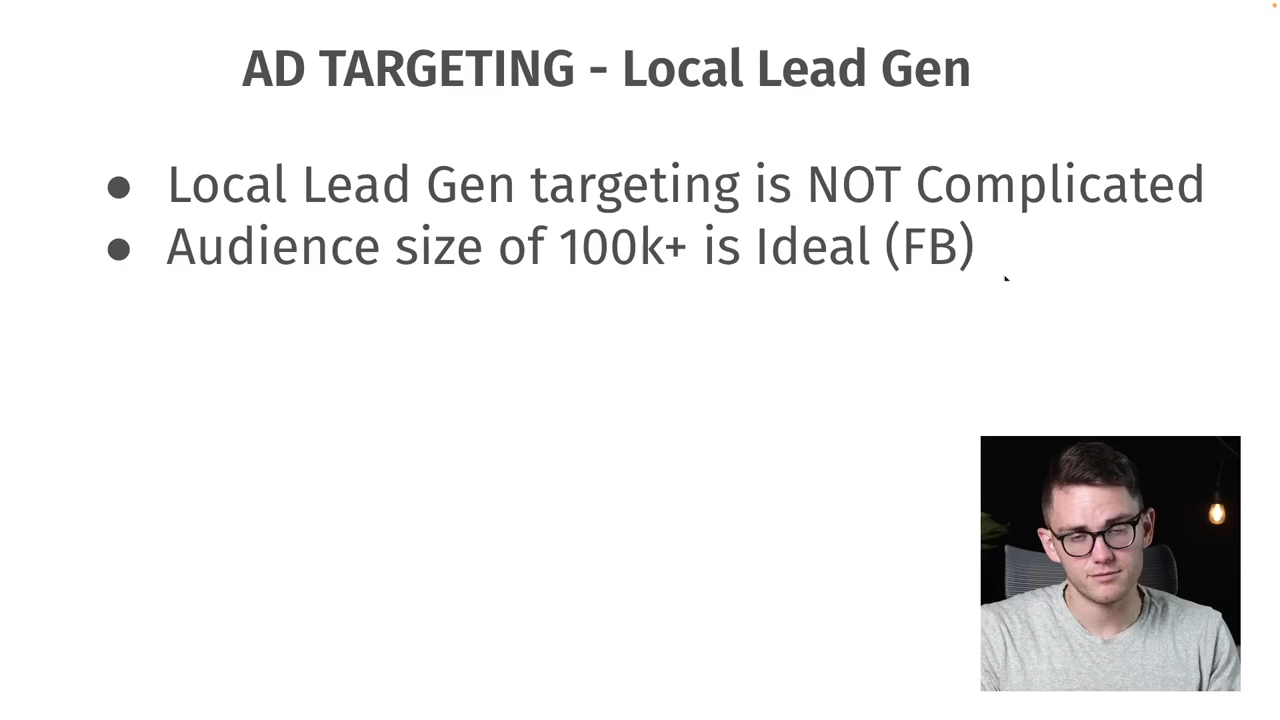 AD TARGETING - Local Lead Gen
● Local Lead Gen targeting is NOT Complicated
● Audience size of 100k+ is Ideal (FB)